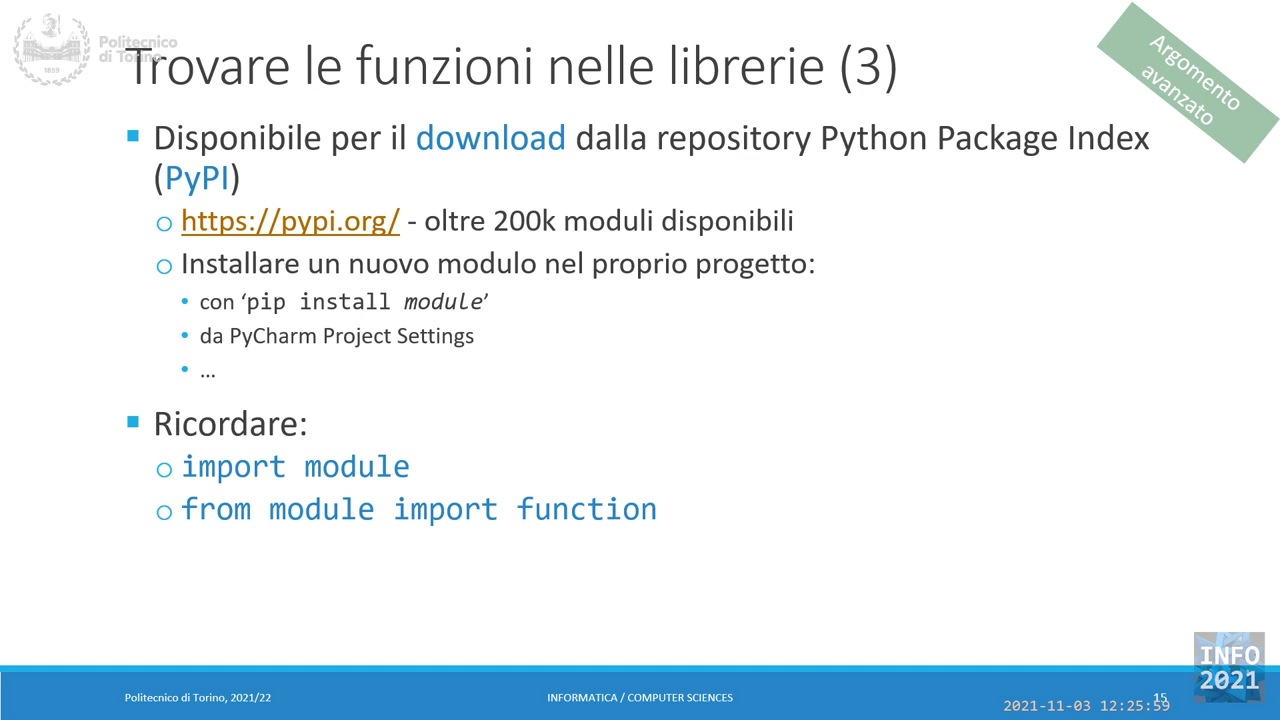 Politecnico
di Torino
1859
Trovare le funzioni nelle librerie (3)
Argomento
avanzato
Disponibile per il download dalla repository Python Package Index
(PyPI)
https://pypi.org/ - oltre 200k moduli disponibili
Installare un nuovo modulo nel proprio progetto:
con ‘pip install module’
da PyCharm Project Settings
…
Ricordare:
import module
from module import function
INFO
2021
Politecnico di Torino, 2021/22
INFORMATICA / COMPUTER SCIENCES
15
2021-11-03 12:25:59